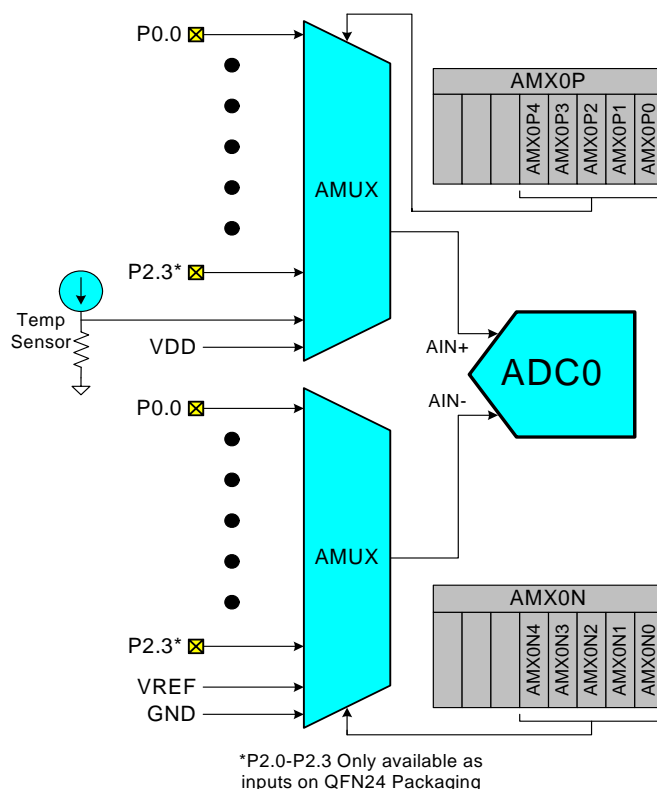 P0.0
AMX0P
AMX0P4
AMX0P3
AMX0P2
AMX0P1
AMX0P0
AMUX
P2.3*
Temp
Sensor
VDD
AIN+
ADC0
AIN-
P0.0
AMUX
AMX0N
AMX0N4
AMX0N3
AMX0N2
AMX0N1
AMX0N0
P2.3*
VREF
GND
*P2.0-P2.3 Only available as
inputs on QFN24 Packaging